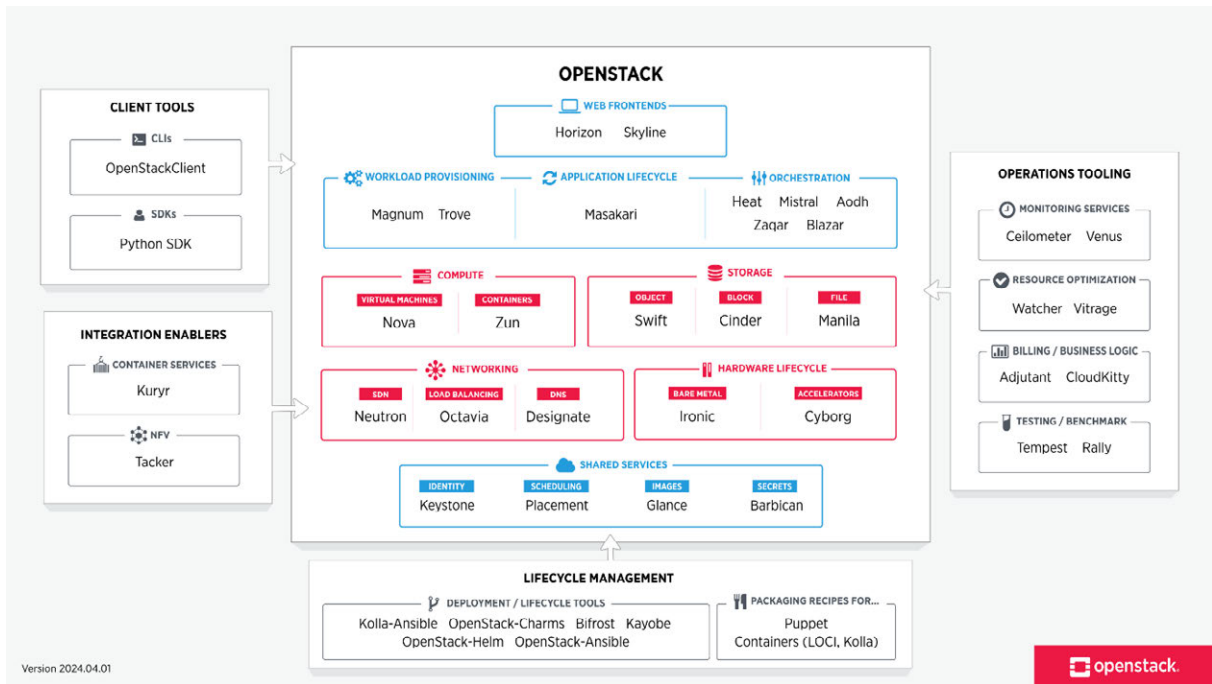 OPENSTACK
WEB FRONTENDS
Horizon Skyline
WORKLOAD PROVISIONING
Magnum Trove
APPLICATION LIFECYCLE
Masakari
ORCHESTRATION
Heat Mistral Aodh
Zaqar Blazar
COMPUTE
VIRTUAL MACHINES
Nova
CONTAINERS
Zun
STORAGE
OBJECT
Swift
BLOCK
Cinder
FILE
Manila
NETWORKING
SDN
Neutron
LOAD BALANCING
Octavia
DNS
Designate
HARDWARE LIFECYCLE
BARE METAL
Ironic
ACCELERATORS
Cyborg
SHARED SERVICES
IDENTITY
Keystone
SCHEDULING
Placement
IMAGES
Glance
SECRETS
Barbican
CLIENT TOOLS
CLIs
OpenStackClient
SDKs
Python SDK
INTEGRATION ENABLERS
CONTAINER SERVICES
Kuryr
NFV
Tacker
OPERATIONS TOOLING
MONITORING SERVICES
Ceilometer Venus
RESOURCE OPTIMIZATION
Watcher Vitrage
BILLING / BUSINESS LOGIC
Adjutant CloudKitty
TESTING / BENCHMARK
Tempest Rally
LIFECYCLE MANAGEMENT
DEPLOYMENT / LIFECYCLE TOOLS
Kolla-Ansible OpenStack-Charms Bifrost Kayobe
OpenStack-Helm OpenStack-Ansible
PACKAGING RECIPES FOR...
Puppet
Containers (LOCI, Kolla)
Version 2024.04.01
openstack.